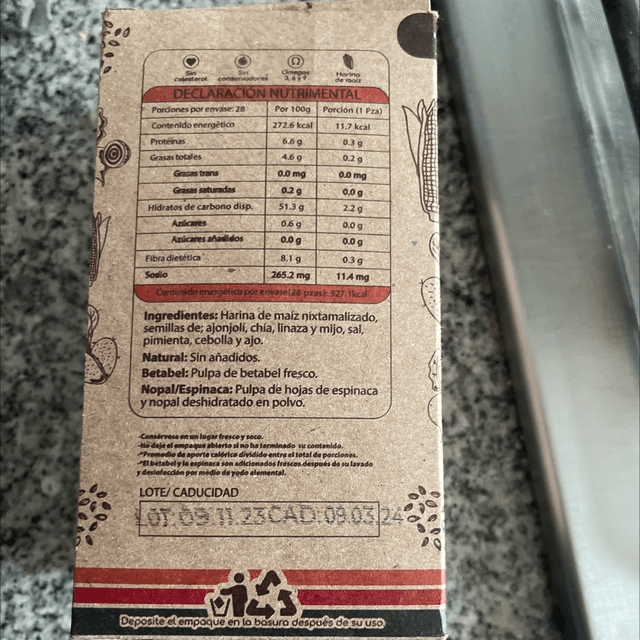 Sin
colesterol
Sin
conservadores
Omegas
3, 6 y 9
Harina
de maíz
DECLARACIÓN NUTRIMENTAL
Porciones por envase: 28 Por 100g Porción (1 Pza)
Contenido energético 272.6 kcal 11.7 kcal
Proteínas 6.6 g 0.3 g
Grasas totales 4.6 g 0.2 g
Grasas trans 0.0 mg 0.0 mg
Grasas saturadas 0.2 g 0.0 g
Hidratos de carbono disp. 51.3 g 2.2 g
Azúcares 0.6 g 0.0 g
Azúcares añadidos 0.0 g 0.0 g
Fibra dietética 8.1 g 0.3 g
Sodio 265.2 mg 11.4 mg
Contenido energético por envase(28 pzas): 327.1kcal
Ingredientes: Harina de maíz nixtamalizado,
semillas de; ajonjolí, chía, linaza y mijo, sal,
pimienta, cebolla y ajo.
Natural: Sin añadidos.
Betabel: Pulpa de betabel fresco.
Nopal/Espinaca: Pulpa de hojas de espinaca
y nopal deshidratado en polvo.
-Consérvese en un lugar fresco y seco.
-No deje el empaque abierto si no ha terminado su contenido.
-*Promedio de aporte calórico dividido entre el total de porciones.
-*El betabel y la espinaca son adicionados frescos después de su lavado
y desinfección por medio de yodo elemental.
LOTE/ CADUCIDAD
LOT: 09 11 23 CAD: 09.03.24
Deposite el empaque en la basura después de su uso